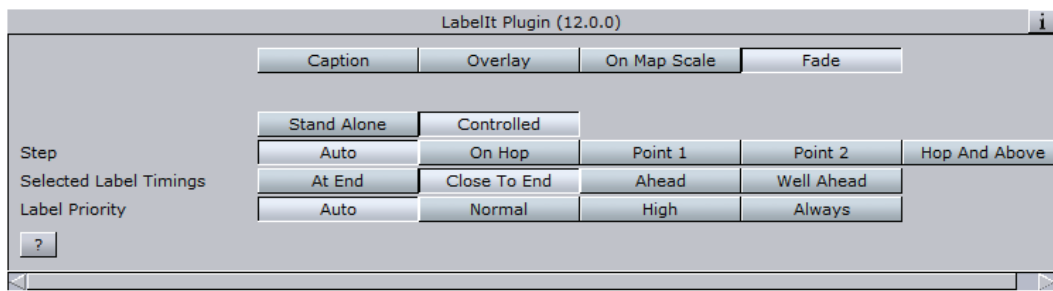 LabelIt Plugin (12.0.0) i
Caption Overlay On Map Scale Fade
Stand Alone Controlled
Step Auto On Hop Point 1 Point 2 Hop And Above
Selected Label Timings At End Close To End Ahead Well Ahead
Label Priority Auto Normal High Always
?